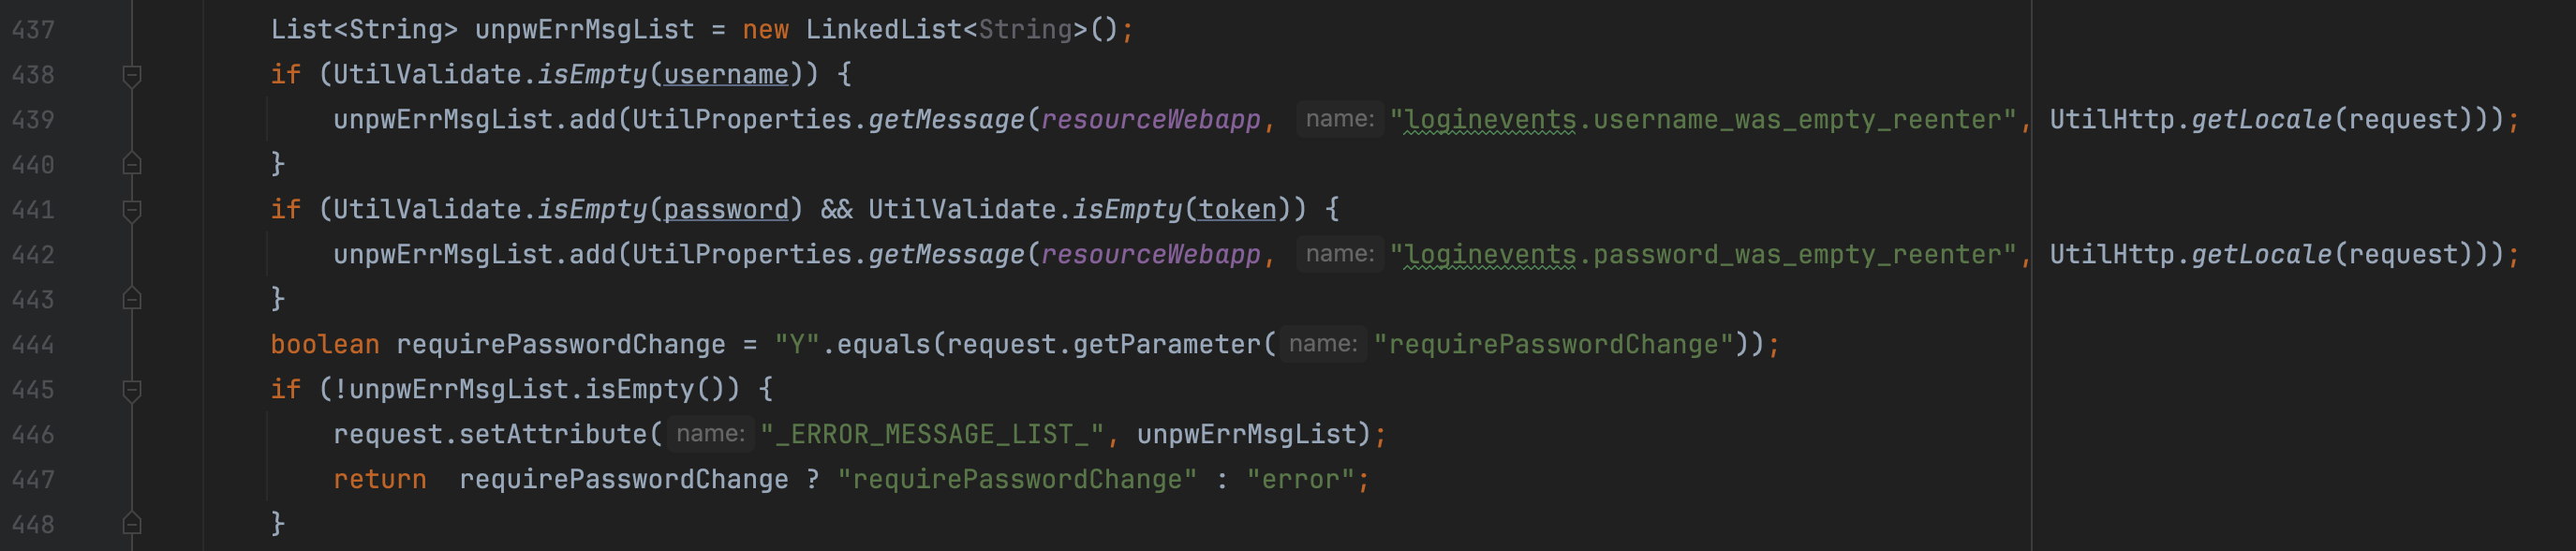 437 List<String> unpwErrMsgList = new LinkedList<String>();
438 if (UtilValidate.isEmpty(username)) {
439 unpwErrMsgList.add(UtilProperties.getMessage(resourceWebapp, name: "loginevents.username_was_empty_reenter", UtilHttp.getLocale(request)));
440 }
441 if (UtilValidate.isEmpty(password) && UtilValidate.isEmpty(token)) {
442 unpwErrMsgList.add(UtilProperties.getMessage(resourceWebapp, name: "loginevents.password_was_empty_reenter", UtilHttp.getLocale(request)));
443 }
444 boolean requirePasswordChange = "Y".equals(request.getParameter( name: "requirePasswordChange"));
445 if (!unpwErrMsgList.isEmpty()) {
446 request.setAttribute( name: "_ERROR_MESSAGE_LIST_", unpwErrMsgList);
447 return  requirePasswordChange ? "requirePasswordChange" : "error";
448 }